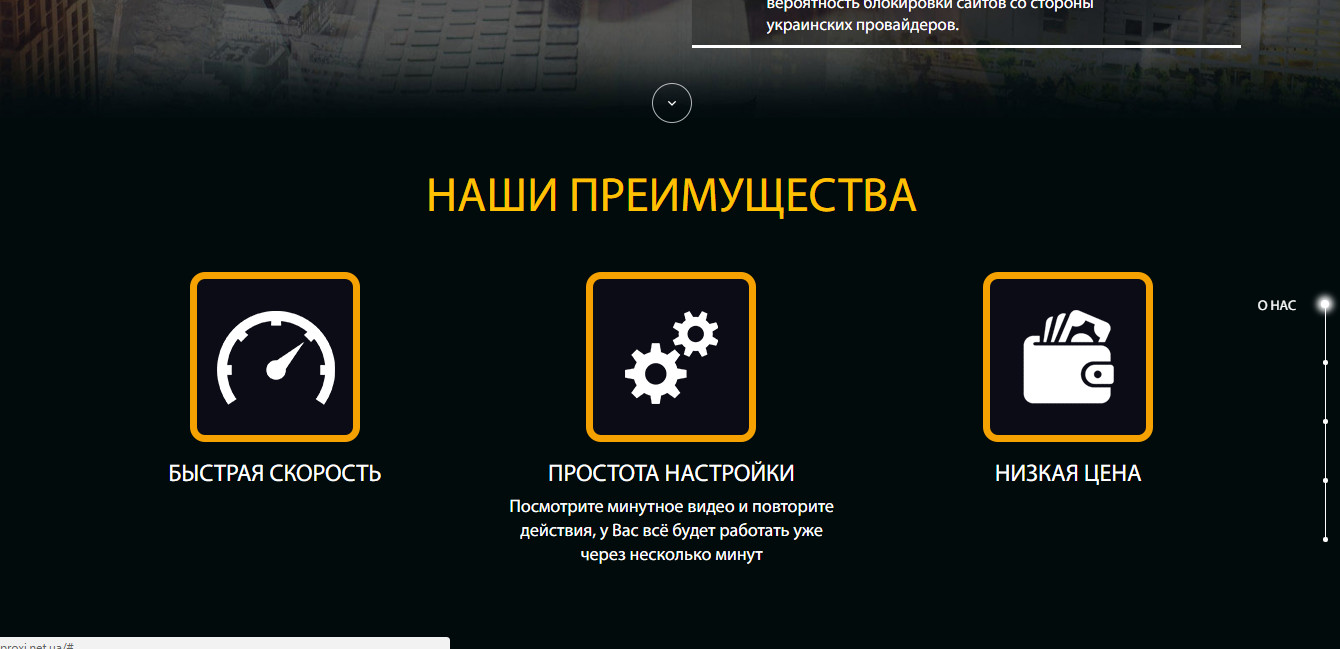 вероятность блокировки сайтов со стороны
украинских провайдеров.
НАШИ ПРЕИМУЩЕСТВА
О НАС
БЫСТРАЯ СКОРОСТЬ
ПРОСТОТА НАСТРОЙКИ
НИЗКАЯ ЦЕНА
Посмотрите минутное видео и повторите
действия, у Вас всё будет работать уже
через несколько минут
proxi.net.ua/#